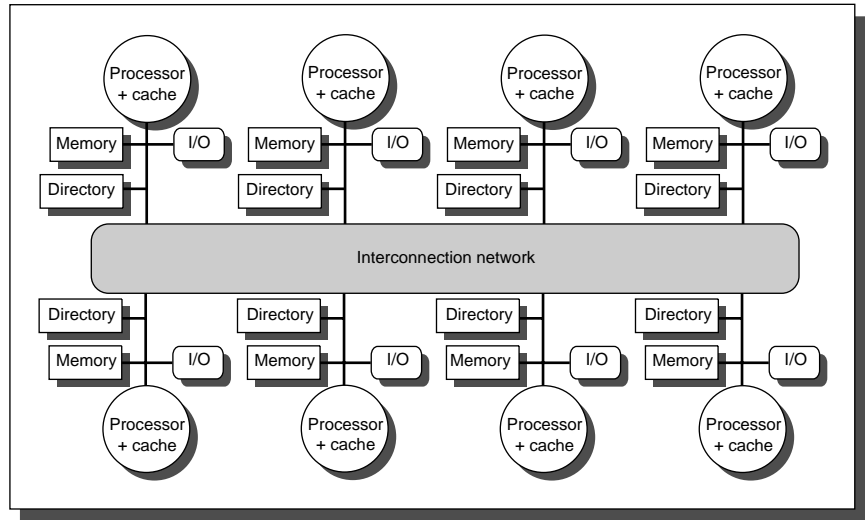 Processor
+ cache
Processor
+ cache
Processor
+ cache
Processor
+ cache
Memory
I/O
Memory
I/O
Memory
I/O
Memory
I/O
Directory
Directory
Directory
Directory
Interconnection network
Directory
Directory
Directory
Directory
Memory
I/O
Memory
I/O
Memory
I/O
Memory
I/O
Processor
+ cache
Processor
+ cache
Processor
+ cache
Processor
+ cache